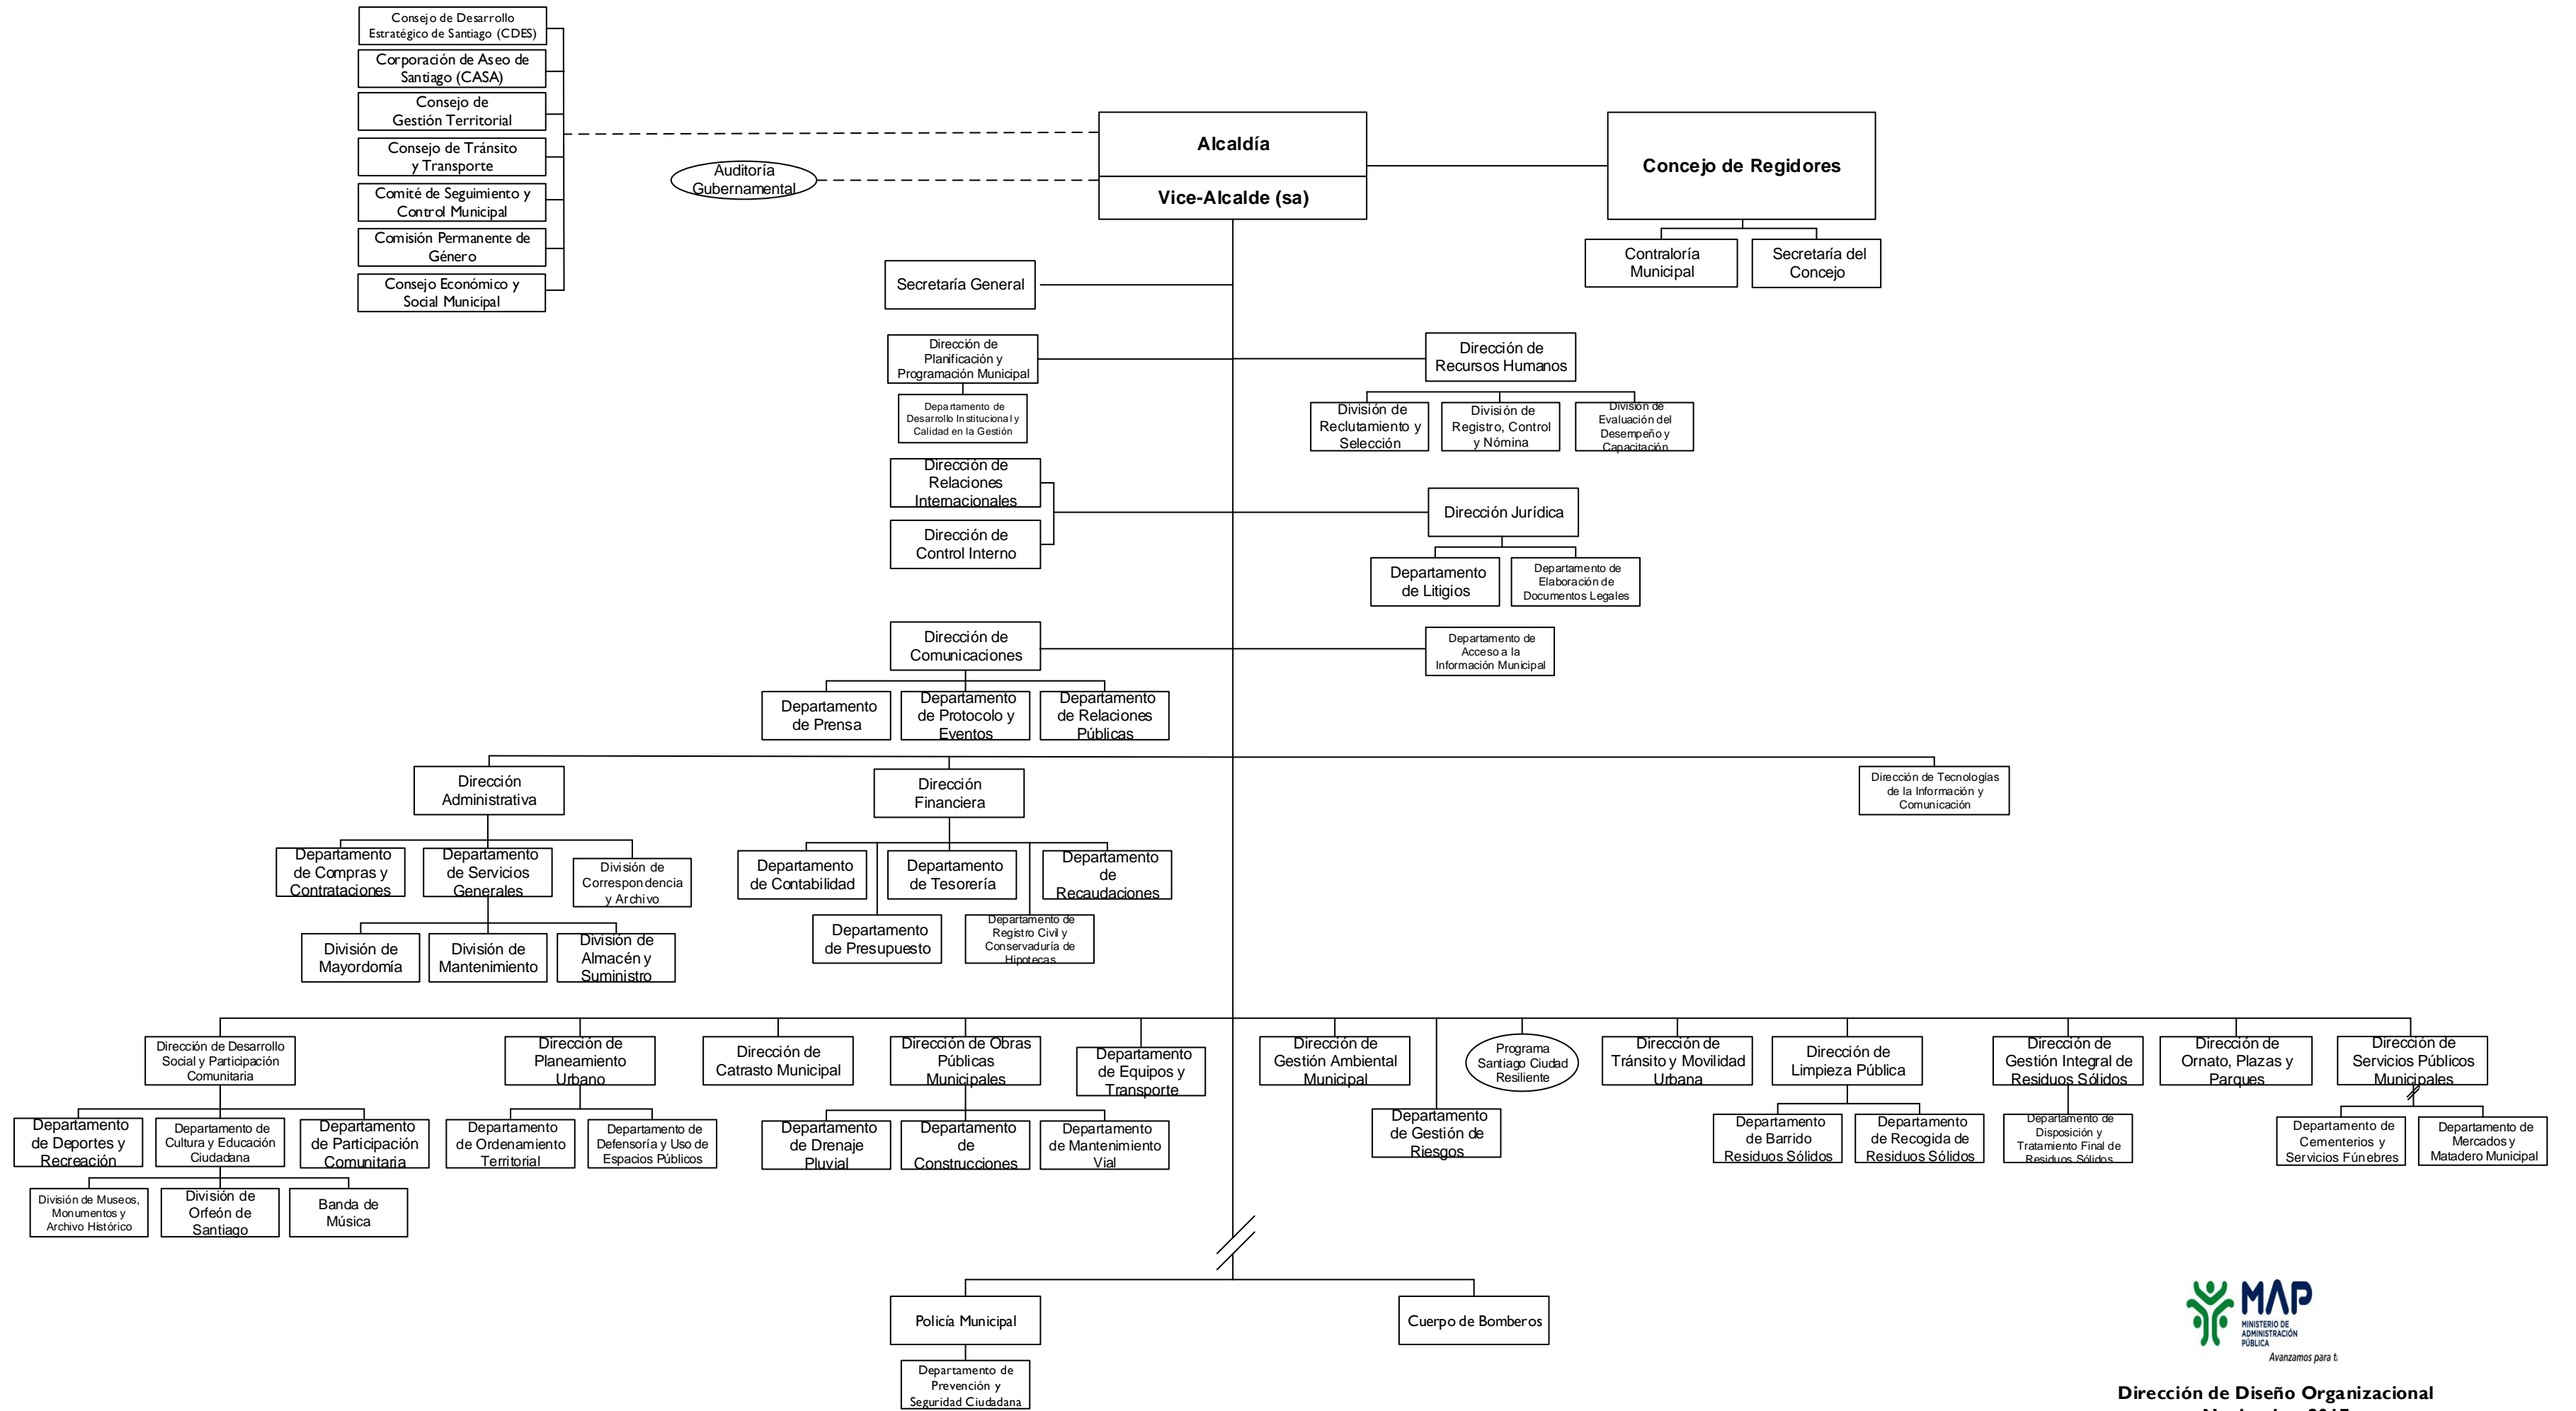 Consejo de Desarrollo
Estratégico de Santiago (CDES)
Corporación de Aseo de
Santiago (CASA)
Consejo de
Gestión Territorial
Consejo de Tránsito
y Transporte
Comité de Seguimiento y
Control Municipal
Comisión Permanente de
Género
Consejo Económico y
Social Municipal
Auditoría
Gubernamental
Alcaldía
Vice-Alcalde (sa)
Concejo de Regidores
Contraloría
Municipal
Secretaría del
Concejo
Secretaría General
Dirección de
Planificación y
Programación Municipal
Departamento de
Desarrollo Institucional y
Calidad en la Gestión
Dirección de
Recursos Humanos
División de
Reclutamiento y
Selección
División de
Registro, Control
y Nómina
División de
Evaluación del
Desempeño y
Capacitación
Dirección de
Relaciones
Internacionales
Dirección de
Control Interno
Dirección Jurídica
Departamento
de Litigios
Departamento de
Elaboración de
Documentos Legales
Dirección de
Comunicaciones
Departamento de
Acceso a la
Información Municipal
Departamento
de Prensa
Departamento
de Protocolo y
Eventos
Departamento
de Relaciones
Públicas
Dirección
Administrativa
Dirección
Financiera
Dirección de Tecnologías
de la Información y
Comunicación
Departamento
de Compras y
Contrataciones
Departamento
de Servicios
Generales
División de
Correspondencia
y Archivo
Departamento
de Contabilidad
Departamento
de Tesorería
Departamento
de
Recaudaciones
División de
Mayordomía
División de
Mantenimiento
División de
Almacén y
Suministro
Departamento
de Presupuesto
Departamento de
Registro Civil y
Conservaduría de
Hipotecas
Dirección de Desarrollo
Social y Participación
Comunitaria
Dirección de
Planeamiento
Urbano
Dirección de
Catrasto Municipal
Dirección de Obras
Públicas
Municipales
Departamento
de Equipos y
Transporte
Dirección de
Gestión Ambiental
Municipal
Programa
Santiago Ciudad
Resiliente
Dirección de
Tránsito y Movilidad
Urbana
Dirección de
Limpieza Pública
Dirección de
Gestión Integral de
Residuos Sólidos
Dirección de
Ornato, Plazas y
Parques
Dirección de
Servicios Públicos
Municipales
Departamento
de Deportes y
Recreación
Departamento de
Cultura y Educación
Ciudadana
Departamento
de Participación
Comunitaria
Departamento
de Ordenamiento
Territorial
Departamento de
Defensoría y Uso de
Espacios Públicos
Departamento
de Drenaje
Pluvial
Departamento
de
Construcciones
Departamento
de Mantenimiento
Vial
Departamento
de Gestión de
Riesgos
Departamento
de Barrido
Residuos Sólidos
Departamento
de Recogida de
Residuos Sólidos
Departamento de
Disposición y
Tratamiento Final de
Residuos Sólidos
Departamento de
Cementerios y
Servicios Fúnebres
Departamento de
Mercados y
Matadero Municipal
División de Museos,
Monumentos y
Archivo Histórico
División de
Orfeón de
Santiago
Banda de
Música
Policía Municipal
Cuerpo de Bomberos
Departamento de
Prevención y
Seguridad Ciudadana
MAP
MINISTERIO DE
ADMINISTRACIÓN
PÚBLICA
Avanzamos para ti
Dirección de Diseño Organizacional